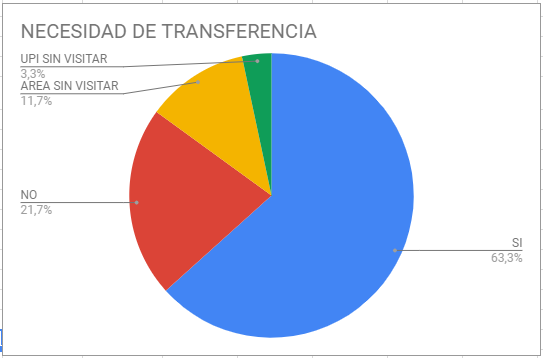 NECESIDAD DE TRANSFERENCIA
UPI SIN VISITAR
3,3%
AREA SIN VISITAR
11,7%
NO
21,7%
SI
63,3%